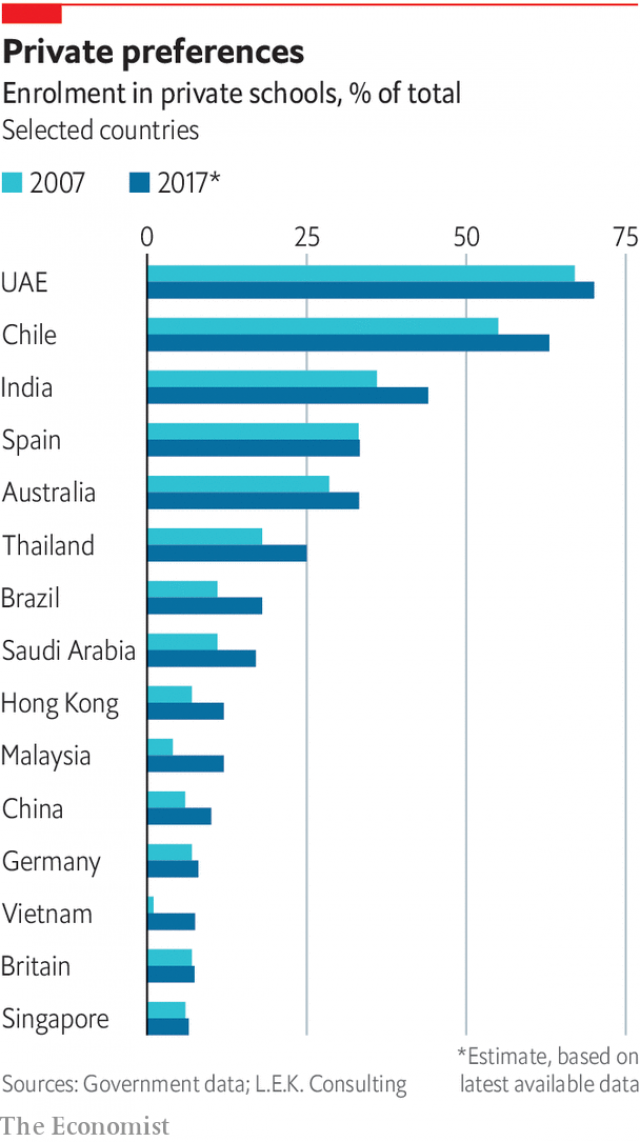 Private preferences
Enrolment in private schools, % of total
Selected countries
2007 2017*
0 25 50 75
UAE
Chile
India
Spain
Australia
Thailand
Brazil
Saudi Arabia
Hong Kong
Malaysia
China
Germany
Vietnam
Britain
Singapore
*Estimate, based on
latest available data
Sources: Government data; L.E.K. Consulting
The Economist